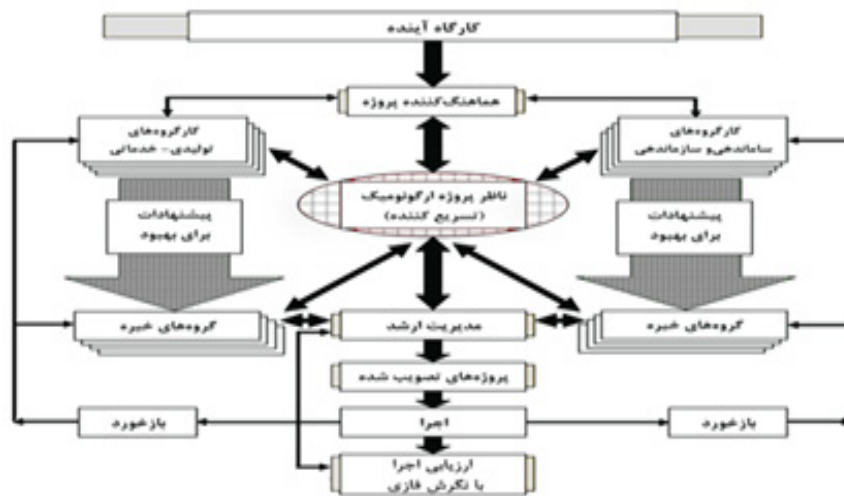 کارگاه آینده
هماهنگ‌کننده پروژه
کارگروه‌های
ساماندهی و سازماندهی
کارگروه‌های
تولیدی- خدماتی
ناظر پروژه ارگونومیک
(تسریع کننده)
پیشنهادات
برای بهبود
پیشنهادات
برای بهبود
گروه‌های خبره
مدیریت ارشد
گروه‌های خبره
پروژه‌های تصویب شده
بازخورد
اجرا
بازخورد
ارزیابی اجرا
با نگرش فازی